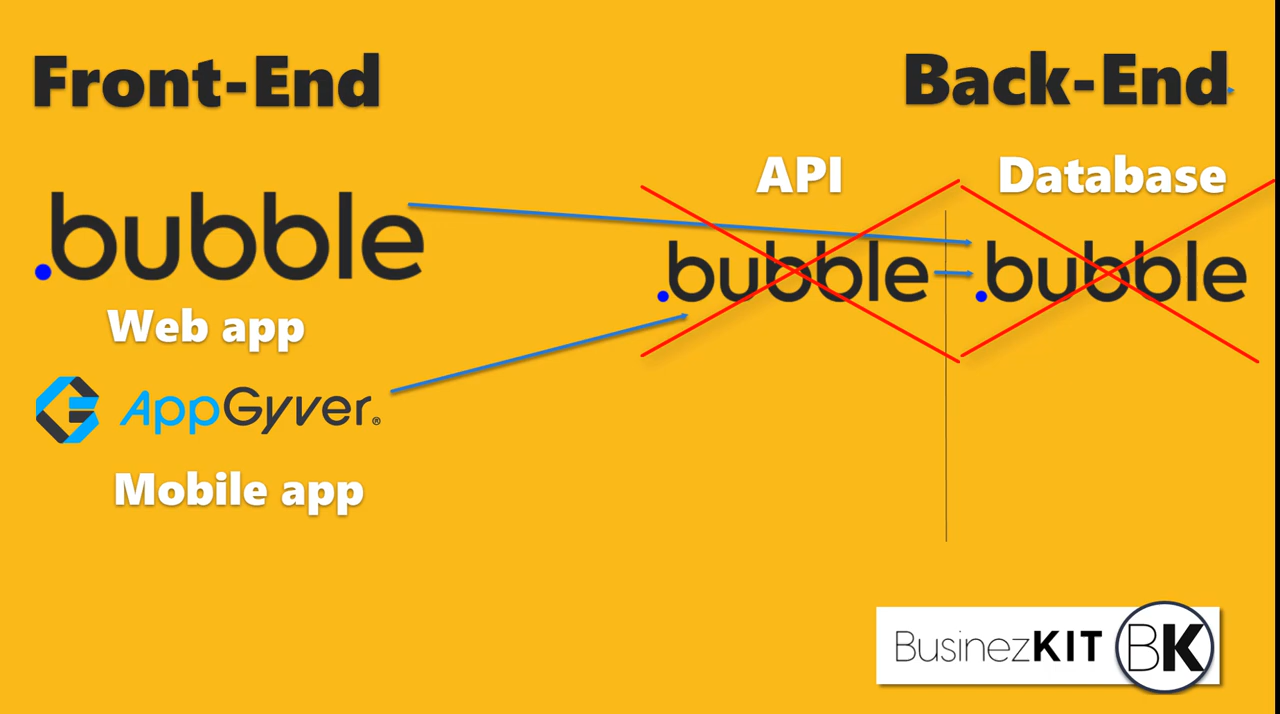 Front-End
Back-End
API
Database
.bubble
.bubble
.bubble
Web app
AppGyver®
Mobile app
BusinezKIT BK